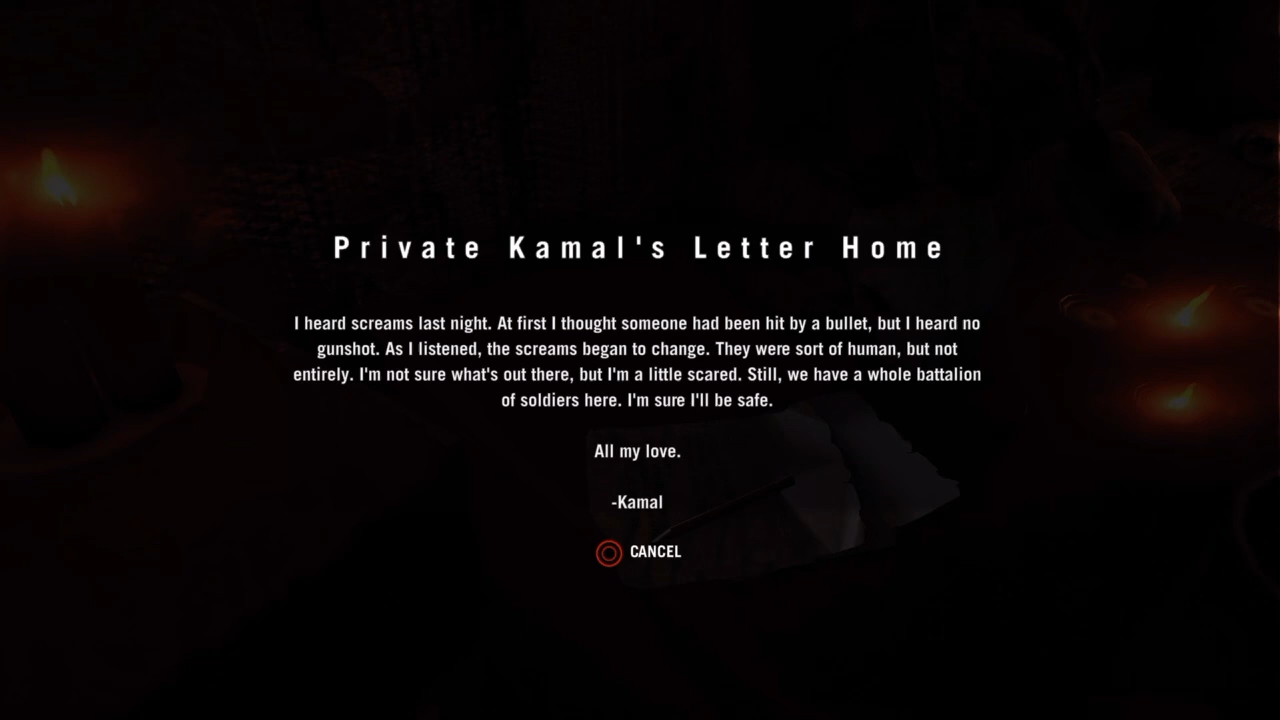 Private Kamal's Letter Home
I heard screams last night. At first I thought someone had been hit by a bullet, but I heard no
gunshot. As I listened, the screams began to change. They were sort of human, but not
entirely. I'm not sure what's out there, but I'm a little scared. Still, we have a whole battalion
of soldiers here. I'm sure I'll be safe.
All my love.
-Kamal
CANCEL